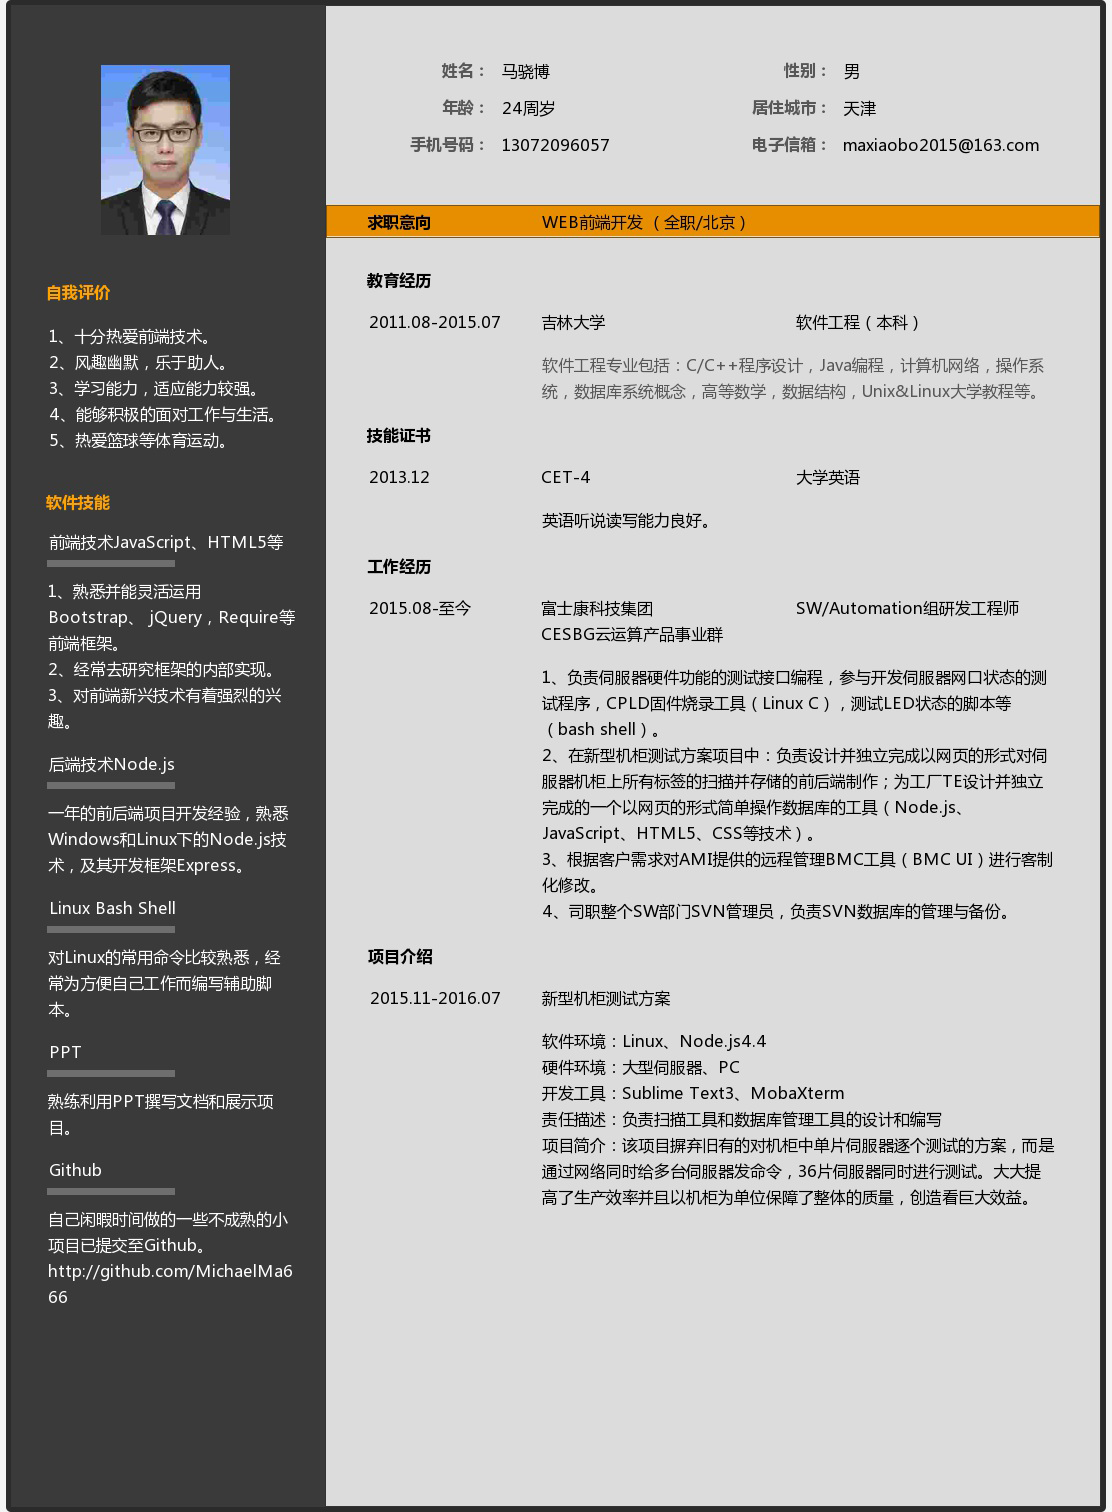 姓名： 马骁博
性别： 男
年龄： 24周岁
居住城市： 天津
手机号码： 13072096057
电子信箱： maxiaobo2015@163.com
求职意向 WEB前端开发 （ 全职/北京 ）
自我评价
1、十分热爱前端技术。
2、风趣幽默，乐于助人。
3、学习能力，适应能力较强。
4、能够积极的面对工作与生活。
5、热爱篮球等体育运动。
软件技能
前端技术JavaScript、HTML5等
1、熟悉并能灵活运用
Bootstrap、 jQuery，Require等
前端框架。
2、经常去研究框架的内部实现。
3、对前端新兴技术有着强烈的兴
趣。
后端技术Node.js
一年的前后端项目开发经验，熟悉
Windows和Linux下的Node.js技
术，及其开发框架Express。
Linux Bash Shell
对Linux的常用命令比较熟悉，经
常为方便自己工作而编写辅助脚
本。
PPT
熟练利用PPT撰写文档和展示项
目。
Github
自己闲暇时间做的一些不成熟的小
项目已提交至Github。
http://github.com/MichaelMa6
66
教育经历
2011.08-2015.07 吉林大学 软件工程（本科）
软件工程专业包括：C/C++程序设计，Java编程，计算机网络，操作系
统，数据库系统概念，高等数学，数据结构，Unix&Linux大学教程等。
技能证书
2013.12 CET-4 大学英语
英语听说读写能力良好。
工作经历
2015.08-至今 富士康科技集团 SW/Automation组研发工程师
CESBG云运算产品事业群
1、负责伺服器硬件功能的测试接口编程，参与开发伺服器网口状态的测
试程序，CPLD固件烧录工具（Linux C），测试LED状态的脚本等
（bash shell）。
2、在新型机柜测试方案项目中：负责设计并独立完成以网页的形式对伺
服器机柜上所有标签的扫描并存储的前后端制作；为工厂TE设计并独立
完成的一个以网页的形式简单操作数据库的工具（Node.js、
JavaScript、HTML5、CSS等技术）。
3、根据客户需求对AMI提供的远程管理BMC工具（BMC UI）进行客制
化修改。
4、司职整个SW部门SVN管理员，负责SVN数据库的管理与备份。
项目介绍
2015.11-2016.07 新型机柜测试方案
软件环境：Linux、Node.js4.4
硬件环境：大型伺服器、PC
开发工具：Sublime Text3、MobaXterm
责任描述：负责扫描工具和数据库管理工具的设计和编写
项目简介：该项目摒弃旧有的对机柜中单片伺服器逐个测试的方案，而是
通过网络同时给多台伺服器发命令，36片伺服器同时进行测试。大大提
高了生产效率并且以机柜为单位保障了整体的质量，创造看巨大效益。